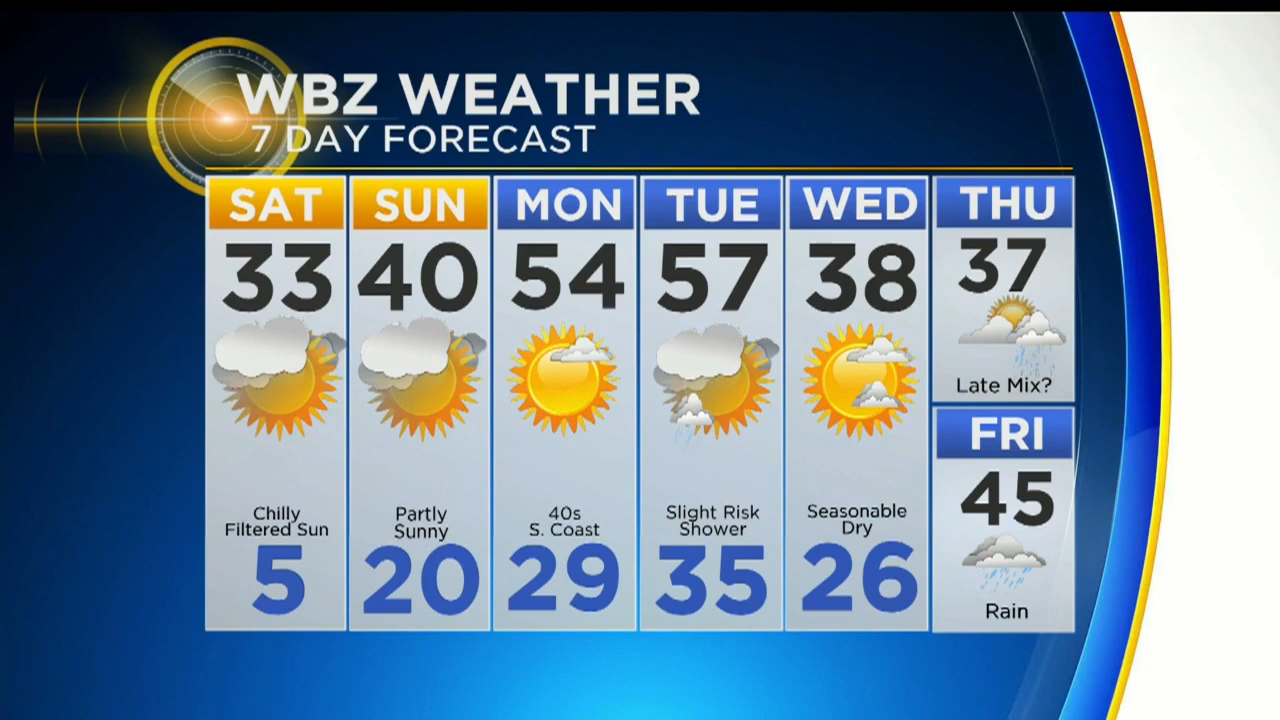 WBZ WEATHER
7 DAY FORECAST
SAT
33
Chilly
Filtered Sun
5
SUN
40
Partly
Sunny
20
MON
54
40s
S. Coast
29
TUE
57
Slight Risk
Shower
35
WED
38
Seasonable
Dry
26
THU
37
Late Mix?
FRI
45
Rain